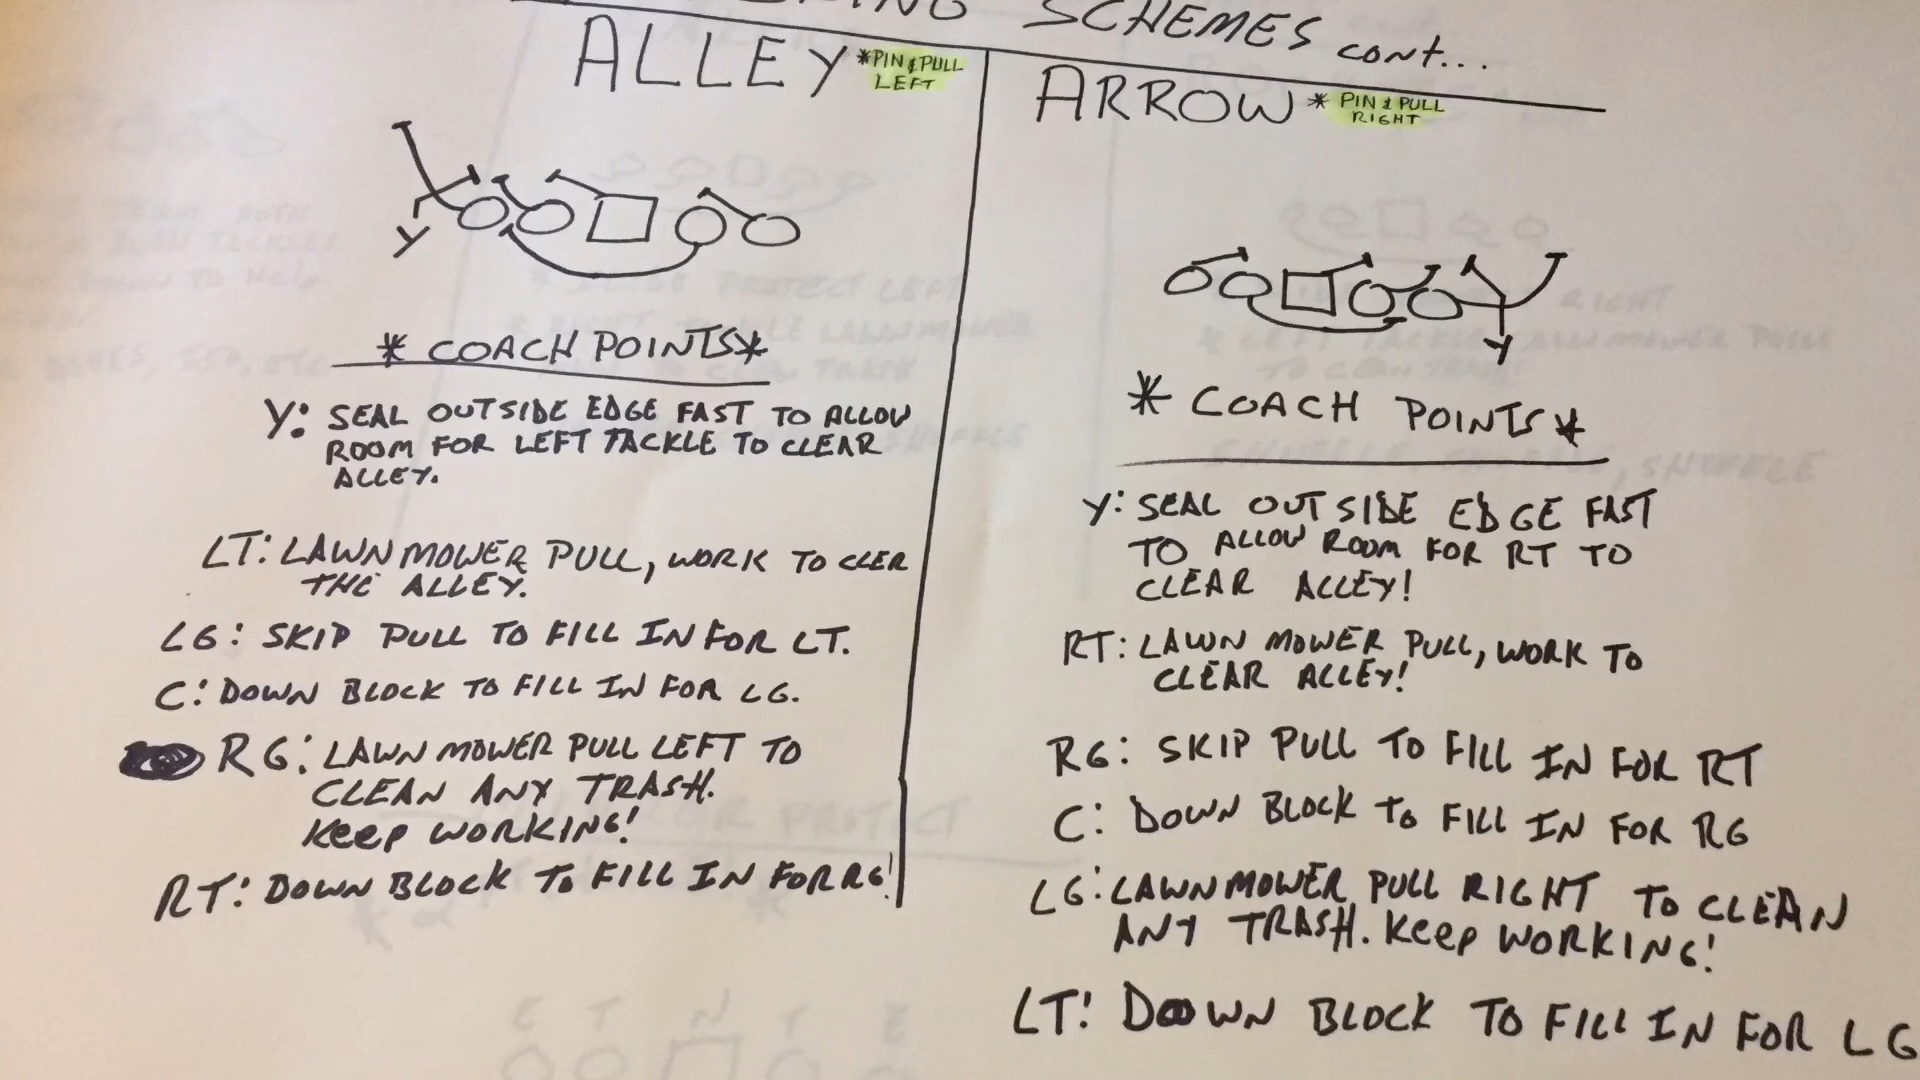 SCHEMES cont...
ALLEY *PIN & PULL
LEFT
Y
* COACH POINTS *
Y: SEAL OUTSIDE EDGE FAST TO ALLOW
ROOM FOR LEFT TACKLE TO CLEAR
ALLEY.
LT: LAWN MOWER PULL, WORK TO CLER
THE ALLEY.
LG: SKIP PULL TO FILL IN FOR LT.
C: DOWN BLOCK TO FILL IN FOR LG.
RG: LAWN MOWER PULL LEFT TO
CLEAN ANY TRASH.
Keep WORKING!
RT: DOWN BLOCK TO FILL IN FOR RG!
ARROW * PIN & PULL
RIGHT
Y
* COACH POINTS *
Y: SEAL OUTSIDE EDGE FAST
TO ALLOW ROOM FOR RT TO
CLEAR ALLEY!
RT: LAWN MOWER PULL, WORK TO
CLEAR ALLEY!
RG: SKIP PULL TO FILL IN FOR RT
C: DOWN BLOCK TO FILL IN FOR RG
LG: LAWNMOWER PULL RIGHT TO CLEAN
ANY TRASH. Keep WORKING!
LT: DOWN BLOCK TO FILL IN FOR LG